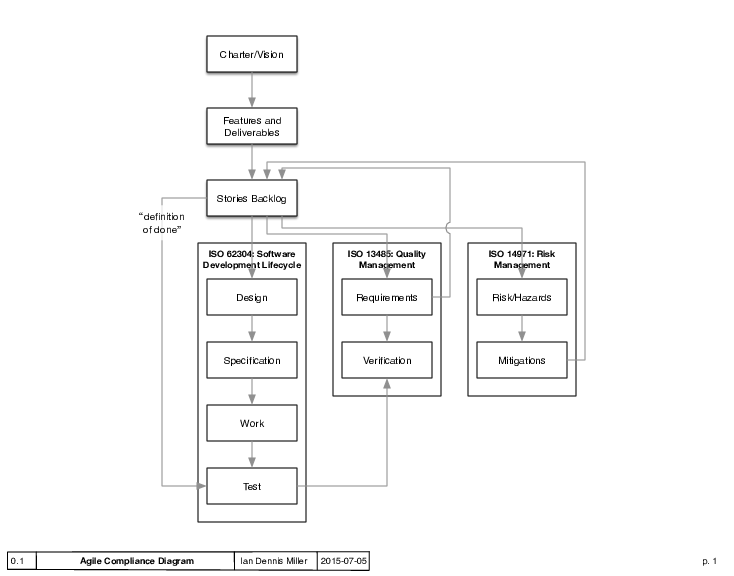 Charter/Vision
Features and
Deliverables
Stories Backlog
“definition
of done”
ISO 62304: Software
Development Lifecycle
Design
Specification
Work
Test
ISO 13485: Quality
Management
Requirements
Verification
ISO 14971: Risk
Management
Risk/Hazards
Mitigations
0.1
Agile Compliance Diagram
Ian Dennis Miller
2015-07-05
p. 1